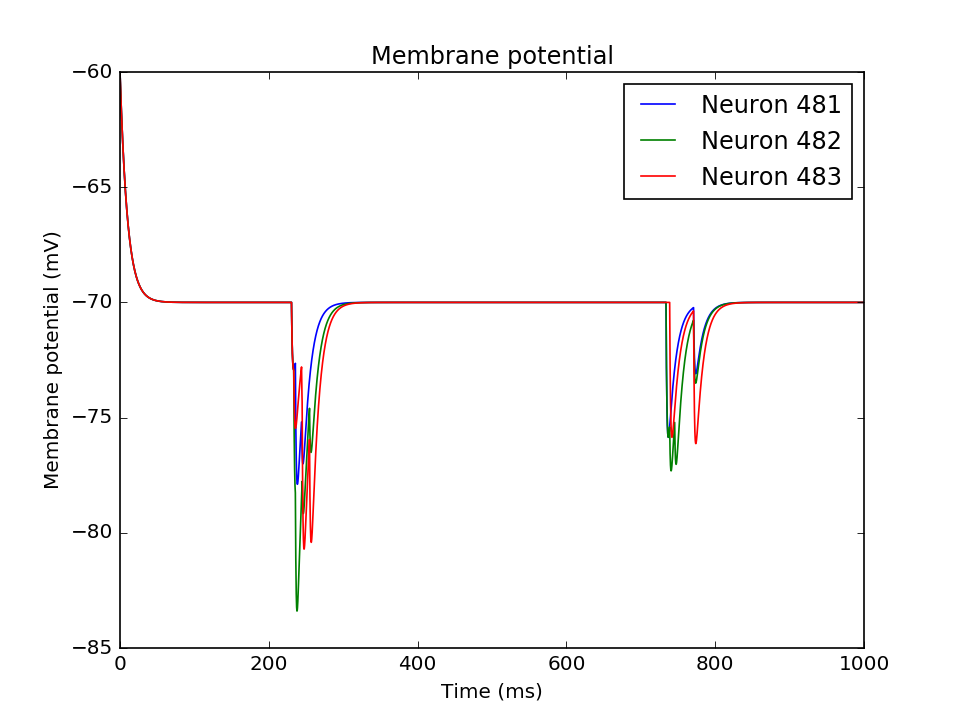 Membrane potential
Neuron 481
Neuron 482
Neuron 483
Membrane potential (mV)
−60
−65
−70
−75
−80
−85
0 200 400 600 800 1000
Time (ms)